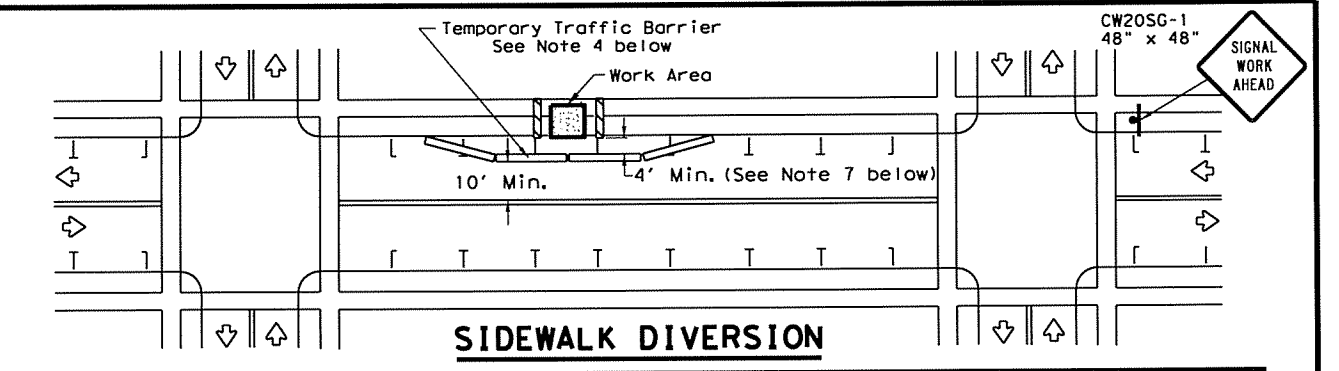 Temporary Traffic Barrier
See Note 4 below
Work Area
CW20SG-1
48" x 48"
SIGNAL
WORK
AHEAD
10' Min.
4' Min. (See Note 7 below)
SIDEWALK DIVERSION